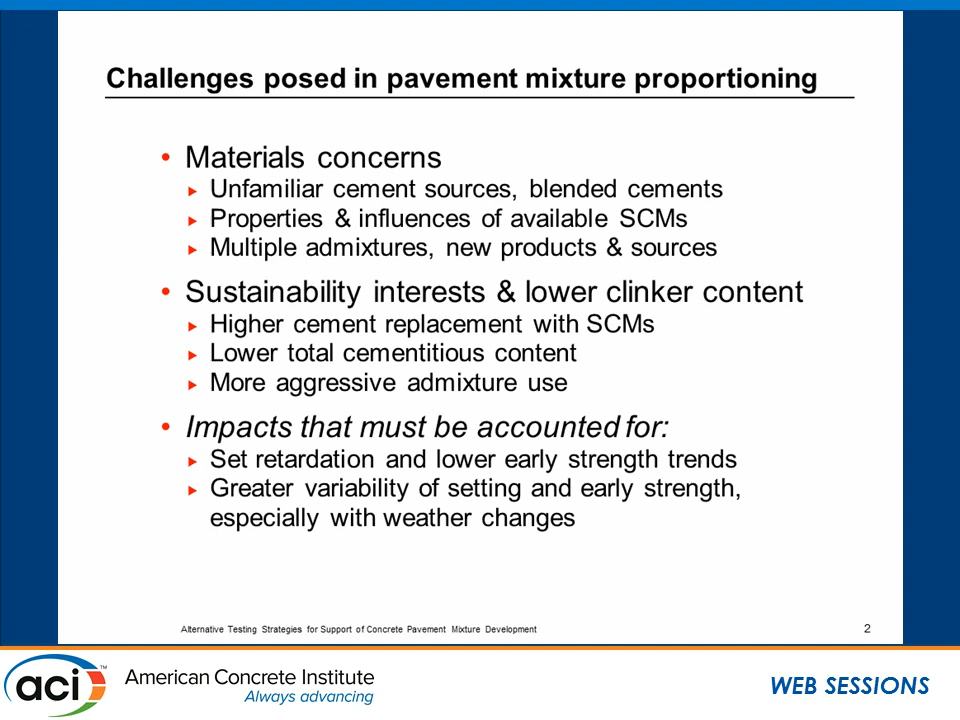 Challenges posed in pavement mixture proportioning
• Materials concerns
▸ Unfamiliar cement sources, blended cements
▸ Properties & influences of available SCMs
▸ Multiple admixtures, new products & sources
• Sustainability interests & lower clinker content
▸ Higher cement replacement with SCMs
▸ Lower total cementitious content
▸ More aggressive admixture use
• Impacts that must be accounted for:
▸ Set retardation and lower early strength trends
▸ Greater variability of setting and early strength,
especially with weather changes
Alternative Testing Strategies for Support of Concrete Pavement Mixture Development
2
aci™
American Concrete Institute
Always advancing
WEB SESSIONS